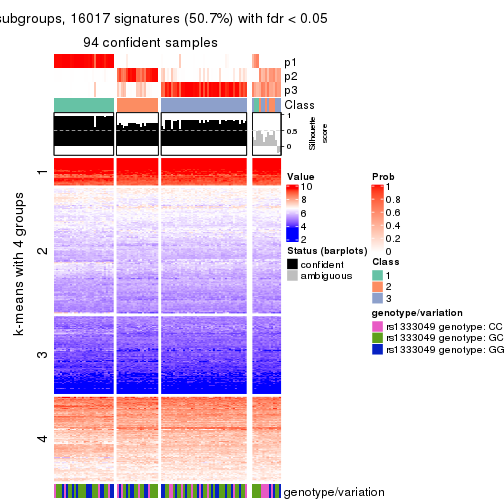 subgroups, 16017 signatures (50.7%) with fdr < 0.05
94 confident samples
p1
p2
p3
Class
1
0.5
0
Silhouette
score
k-means with 4 groups
1
2
3
4
genotype/variation
Value
10
8
6
4
2
Status (barplots)
confident
ambiguous
Prob
1
0.8
0.6
0.4
0.2
0
Class
1
2
3
genotype/variation
rs1333049 genotype: CC
rs1333049 genotype: GC
rs1333049 genotype: GG